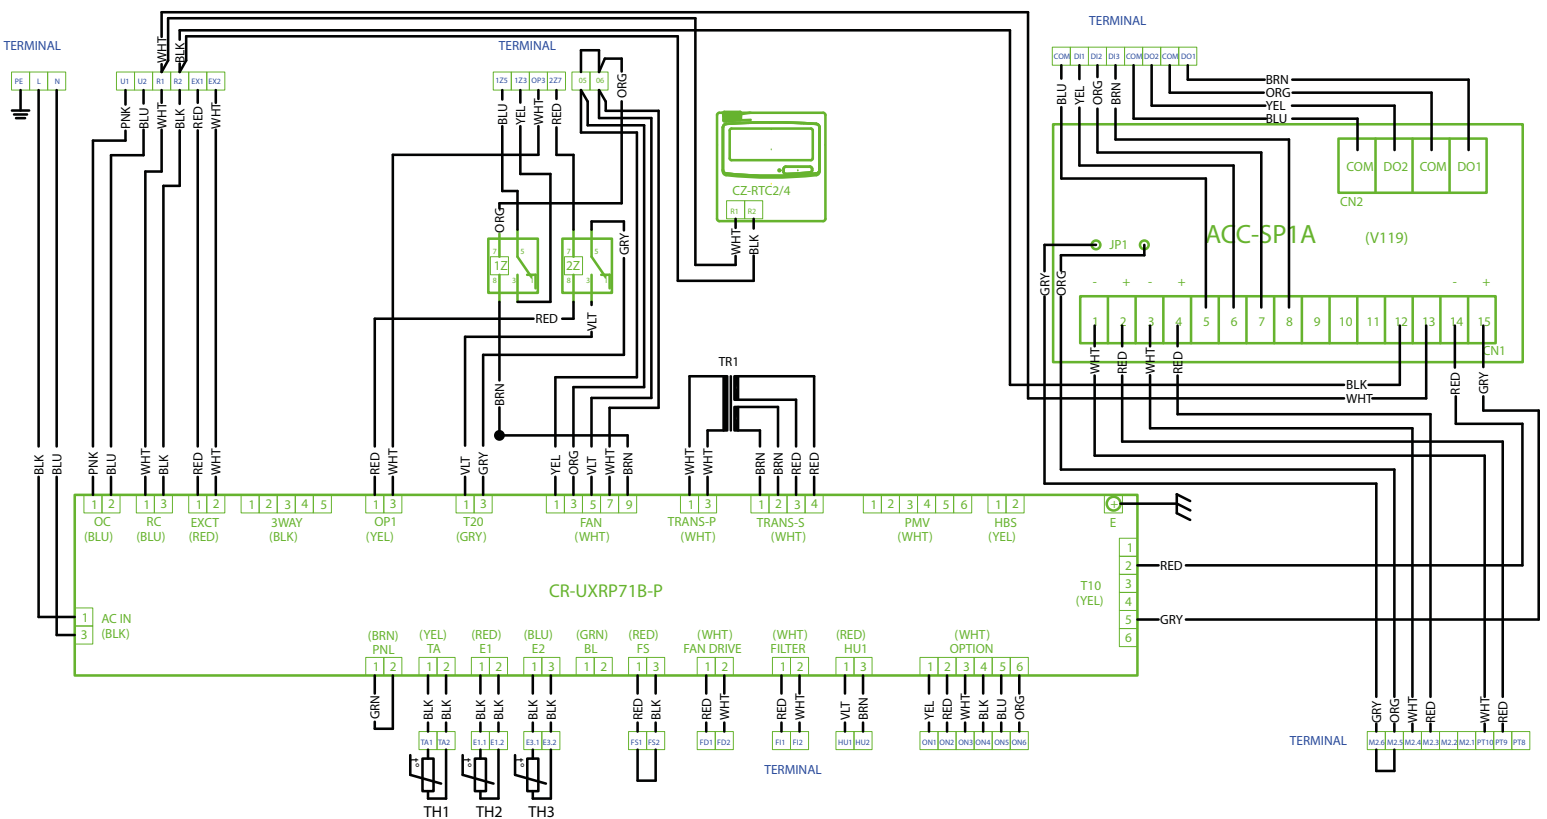 TERMINAL
TERMINAL
TERMINAL
PE L N
U1 U2 R1 R2 EX1 EX2
1Z5 1Z3 OP3 2Z7
O5 O6
COM DI1 DI2 DI3 COM DO2 COM DO1
WHT BLK
PNK BLU WHT BLK RED WHT
BLU YEL WHT RED
ORG
BLU YEL ORG BRN
BRN
ORG
YEL
BLU
CZ-RTC2/4
R1 R2
WHT BLK
COM DO2 COM DO1
CN2
ACC-SP1A (V119)
JP1
GRY ORG
ORG GRY
7 5
1Z
8 3 1
7 5
2Z
8 3 1
RED
VLT
BRN
- + - + - +
1 2 3 4 5 6 7 8 9 10 11 12 13 14 15
CN1
WHT RED WHT RED
RED GRY
BLK
WHT
TR1
BLK BLU
PNK BLU WHT BLK RED WHT
RED WHT
VLT GRY
YEL ORG VLT WHT BRN
WHT WHT
BRN BRN RED RED
1 2
OC
(BLU)
1 3
RC
(BLU)
1 2
EXCT
(RED)
1 2 3 4 5
3WAY
(BLK)
1 3
OP1
(YEL)
1 3
T20
(GRY)
1 3 5 7 9
FAN
(WHT)
1 3
TRANS-P
(WHT)
1 2 3 4
TRANS-S
(WHT)
1 2 3 4 5 6
PMV
(WHT)
1 2
HBS
(YEL)
+
E
CR-UXRP71B-P
1
2
3
4
5
6
T10
(YEL)
RED
GRY
1
3
AC IN
(BLK)
(BRN)
PNL
1 2
(YEL)
TA
1 2
(RED)
E1
1 2
(BLU)
E2
1 3
(GRN)
BL
1 2
(RED)
FS
1 3
(WHT)
FAN DRIVE
1 2
(WHT)
FILTER
1 2
(RED)
HU1
1 3
(WHT)
OPTION
1 2 3 4 5 6
GRN
BLK BLK
BLK BLK
BLK BLK
RED BLK
RED WHT
RED WHT
VLT BRN
YEL RED WHT BLK BLU ORG
GRY ORG WHT RED WHT RED
TA1 TA2
E1.1 E1.2
E3.1 E3.2
FS1 FS2
FD1 FD2
FI1 FI2
HU1 HU2
ON1 ON2 ON3 ON4 ON5 ON6
TERMINAL
M2.6 M2.5 M2.4 M2.3 M2.2 M2.1 PT10 PT9 PT8
TERMINAL
TH1 TH2 TH3